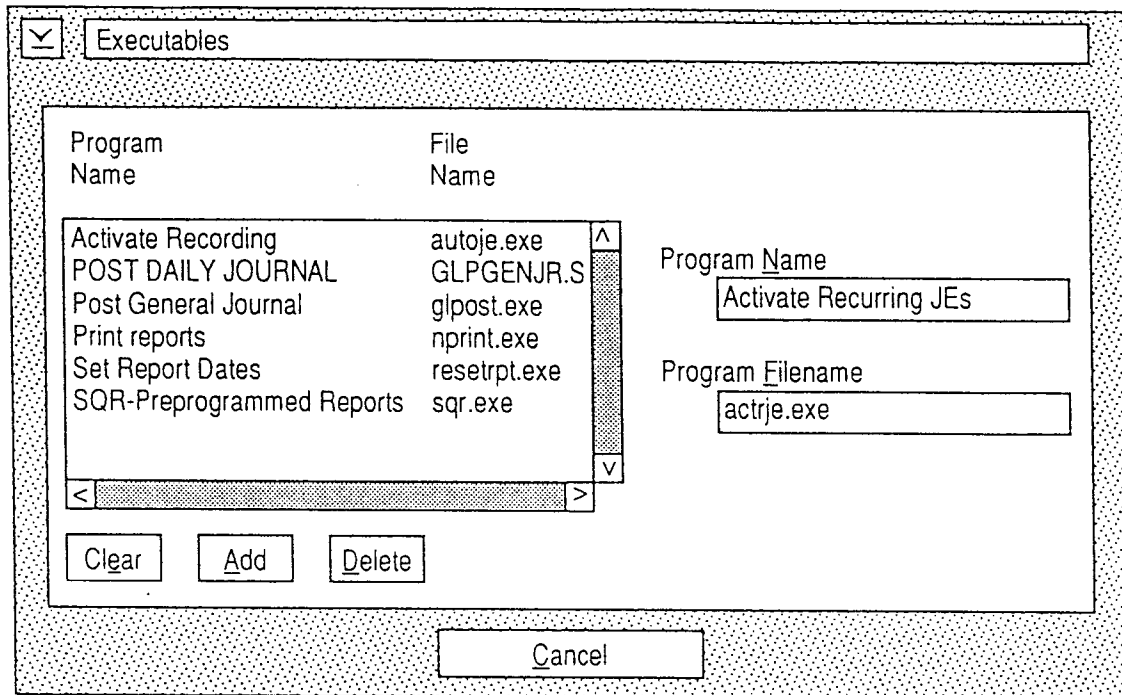 Executables
Program Name
File Name
Activate Recording autoje.exe
POST DAILY JOURNAL GLPGENJR.S
Post General Journal glpost.exe
Print reports nprint.exe
Set Report Dates resetrpt.exe
SQR-Preprogrammed Reports sqr.exe
Program Name
Activate Recurring JEs
Program Filename
actrje.exe
Clear Add Delete
Cancel